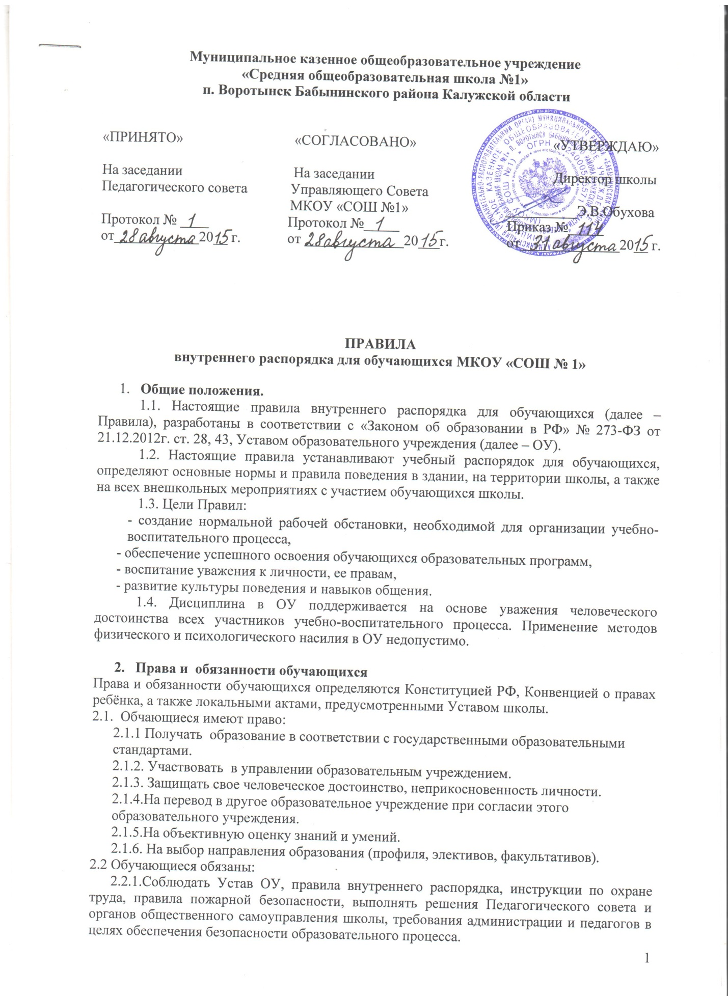 Муниципальное казенное общеобразовательное учреждение
«Средняя общеобразовательная школа №1»
п. Воротынск Бабынинского района Калужской области
«ПРИНЯТО»
На заседании
Педагогического совета
Протокол № 1
от 28 августа 2015 г.
«СОГЛАСОВАНО»
На заседании
Управляющего Совета
МКОУ «СОШ №1»
Протокол № 1
от 28 августа 2015 г.
«УТВЕРЖДАЮ»
Директор школы
Э.В.Обухова
Приказ № 114
от 31 августа 2015 г.
ПРАВИЛА
внутреннего распорядка для обучающихся МКОУ «СОШ № 1»
1. Общие положения.
1.1. Настоящие правила внутреннего распорядка для обучающихся (далее –
Правила), разработаны в соответствии с «Законом об образовании в РФ» № 273-ФЗ от
21.12.2012г. ст. 28, 43, Уставом образовательного учреждения (далее – ОУ).
1.2. Настоящие правила устанавливают учебный распорядок для обучающихся,
определяют основные нормы и правила поведения в здании, на территории школы, а также
на всех внешкольных мероприятиях с участием обучающихся школы.
1.3. Цели Правил:
- создание нормальной рабочей обстановки, необходимой для организации учебно-
воспитательного процесса,
- обеспечение успешного освоения обучающихся образовательных программ,
- воспитание уважения к личности, ее правам,
- развитие культуры поведения и навыков общения.
1.4. Дисциплина в ОУ поддерживается на основе уважения человеческого
достоинства всех участников учебно-воспитательного процесса. Применение методов
физического и психологического насилия в ОУ недопустимо.
2. Права и обязанности обучающихся
Права и обязанности обучающихся определяются Конституцией РФ, Конвенцией о правах
ребёнка, а также локальными актами, предусмотренными Уставом школы.
2.1. Обчающиеся имеют право:
2.1.1 Получать образование в соответствии с государственными образовательными
стандартами.
2.1.2. Участвовать в управлении образовательным учреждением.
2.1.3. Защищать свое человеческое достоинство, неприкосновенность личности.
2.1.4.На перевод в другое образовательное учреждение при согласии этого
образовательного учреждения.
2.1.5.На объективную оценку знаний и умений.
2.1.6. На выбор направления образования (профиля, элективов, факультативов).
2.2 Обучающиеся обязаны:
2.2.1.Соблюдать Устав ОУ, правила внутреннего распорядка, инструкции по охране
труда, правила пожарной безопасности, выполнять решения Педагогического совета и
органов общественного самоуправления школы, требования администрации и педагогов в
целях обеспечения безопасности образовательного процесса.
1